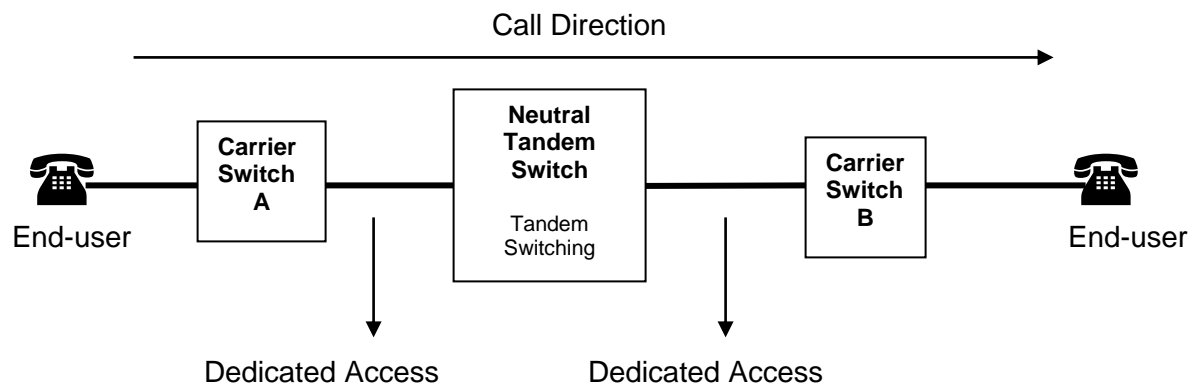 Call Direction
Neutral
Tandem
Switch
Tandem
Switching
Carrier
Switch
A
Carrier
Switch
B
End-user
End-user
Dedicated Access
Dedicated Access